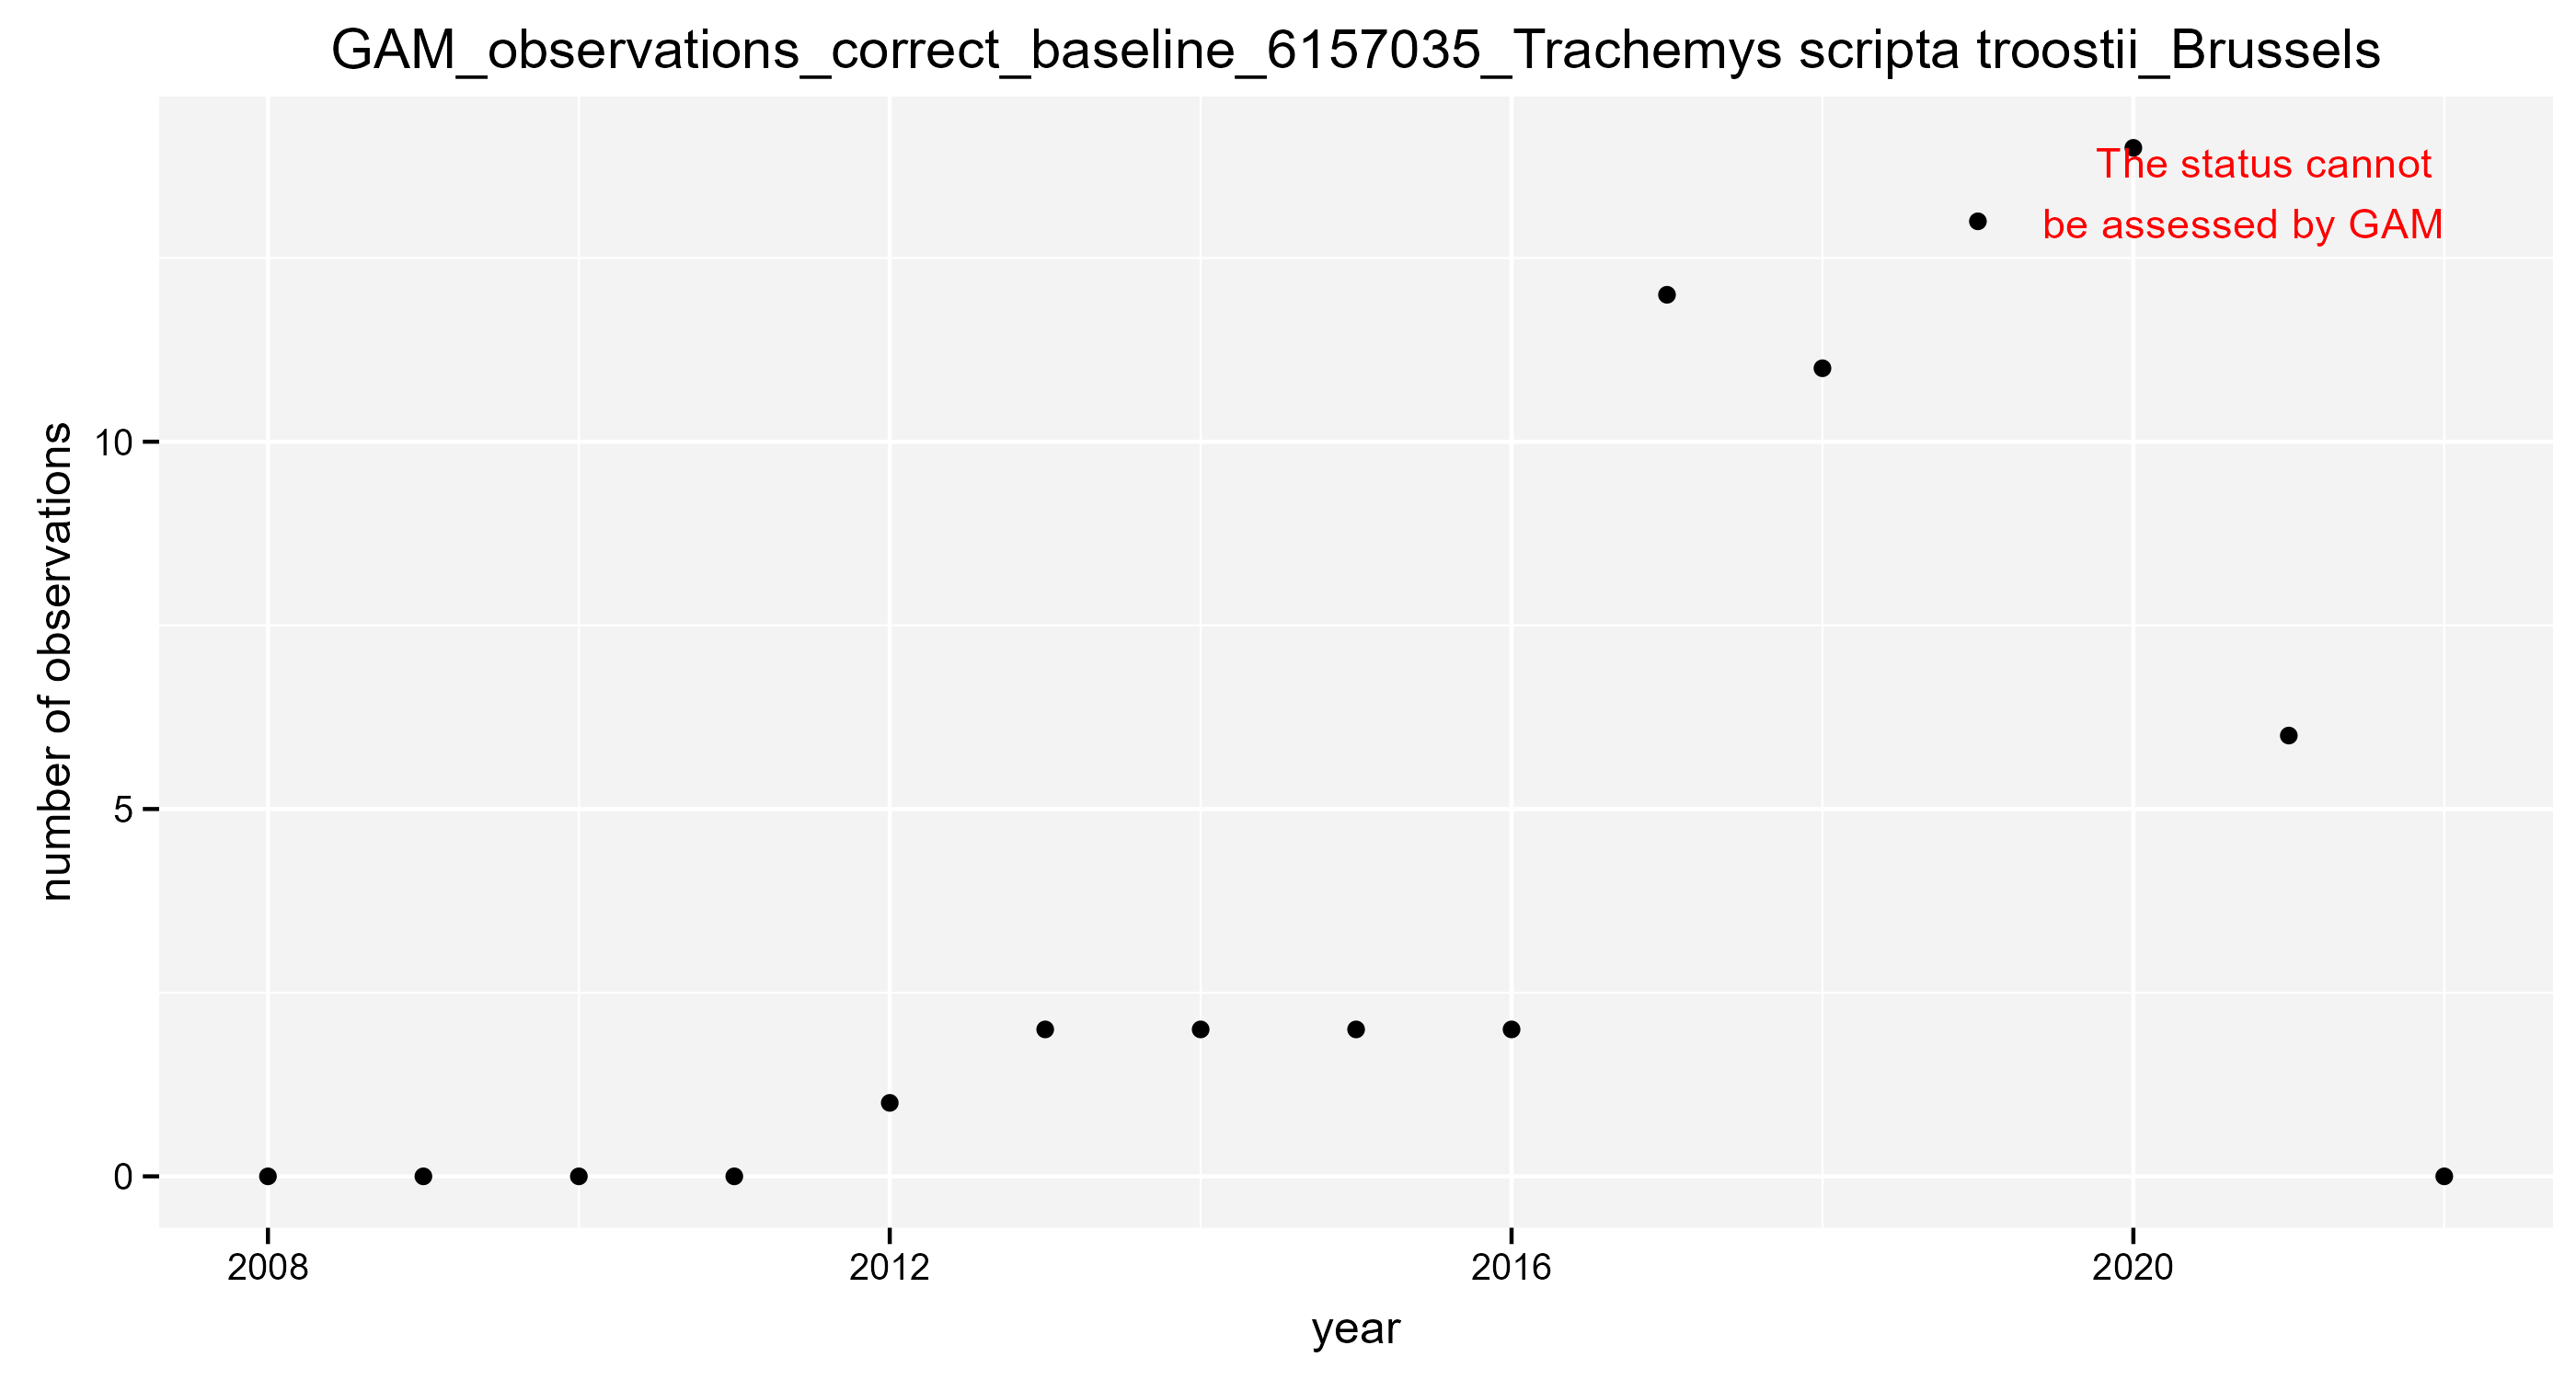 GAM_observations_correct_baseline_6157035_Trachemys scripta troostii_Brussels
The status cannot
be assessed by GAM
number of observations
10
5
0
2008
2012
2016
2020
year